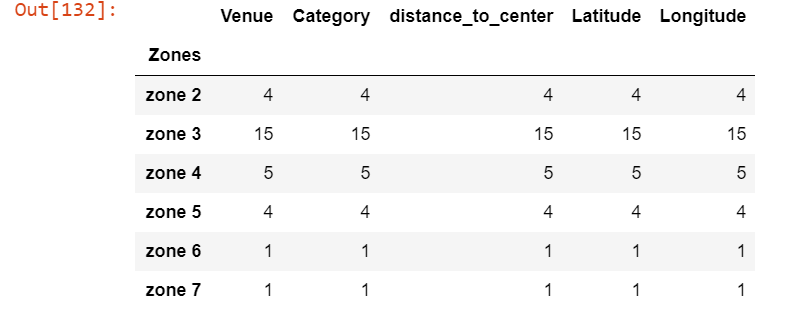 Out[132]:
Venue Category distance_to_center Latitude Longitude
Zones
zone 2 4 4 4 4 4
zone 3 15 15 15 15 15
zone 4 5 5 5 5 5
zone 5 4 4 4 4 4
zone 6 1 1 1 1 1
zone 7 1 1 1 1 1